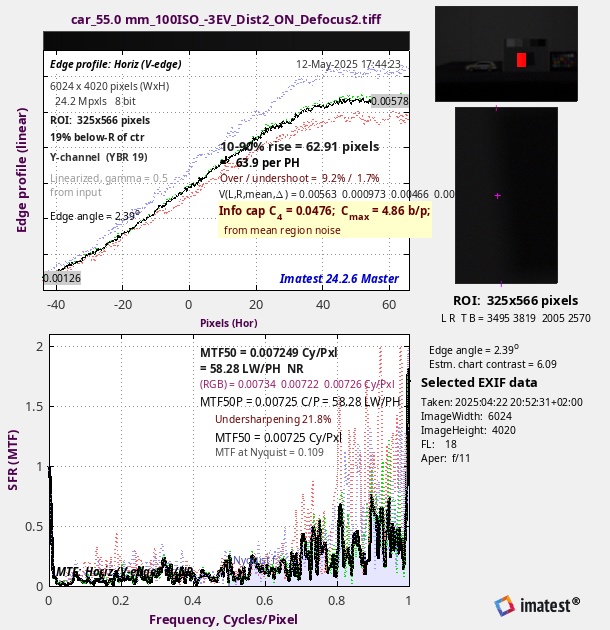 car_55.0 mm_100ISO_-3EV_Dist2_ON_Defocus2.tiff
Edge profile: Horiz (V-edge)
12-May-2025 17:44:23
6024 x 4020 pixels (WxH)
24.2 Mpxls 8 bit
ROI: 325x566 pixels
19% below-R of ctr
Y-channel (YBR 19)
Linearized, gamma = 0.5
from input
Edge angle = 2.39°
0.00578
10-90% rise = 62.91 pixels
= 63.9 per PH
Over / undershoot = 9.2% / 1.7%
V(L,R,mean,Δ) = 0.00563 0.000973 0.00466 0.00
Info cap C4 = 0.0476; Cmax = 4.86 b/p;
from mean region noise
0.00126
Imatest 24.2.6 Master
Edge profile (linear)
-40 -20 0 20 40 60
Pixels (Hor)
ROI: 325x566 pixels
L R T B = 3495 3819 2005 2570
Edge angle = 2.39°
Estm. chart contrast = 6.09
Selected EXIF data
Taken: 2025:04:22 20:52:31+02:00
ImageWidth: 6024
ImageHeight: 4020
FL: 18
Aper: f/11
MTF50 = 0.007249 Cy/Pxl
= 58.28 LW/PH NR
(RGB) = 0.00734 0.00722 0.00726 Cy/Pxl
MTF50P = 0.00725 C/P = 58.28 LW/PH
Undersharpening 21.8%
MTF50 = 0.00725 Cy/Pxl
MTF at Nyquist = 0.109
SFR (MTF)
2
1.5
1
0.5
0
Nyquist
MTF: Horiz (V-edge)
0 0.2 0.4 0.6 0.8 1
Frequency, Cycles/Pixel
imatest®